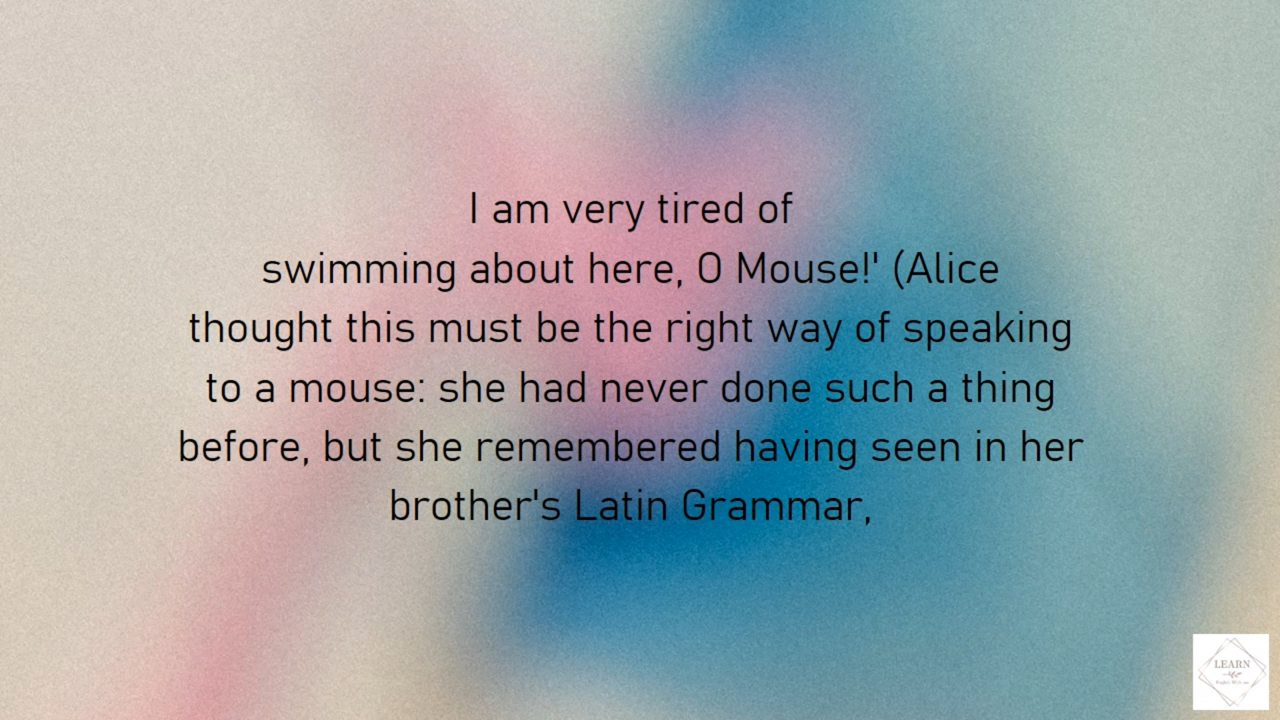 I am very tired of
swimming about here, O Mouse!' (Alice
thought this must be the right way of speaking
to a mouse: she had never done such a thing
before, but she remembered having seen in her
brother's Latin Grammar,
LEARN